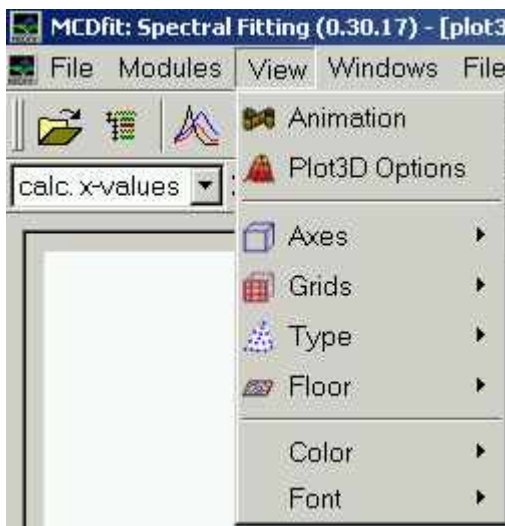 MCDfit: Spectral Fitting (0.30.17) - [plot3
File Modules View Windows File
Animation
Plot3D Options
calc. x-values
Axes
Grids
Type
Floor
Color
Font